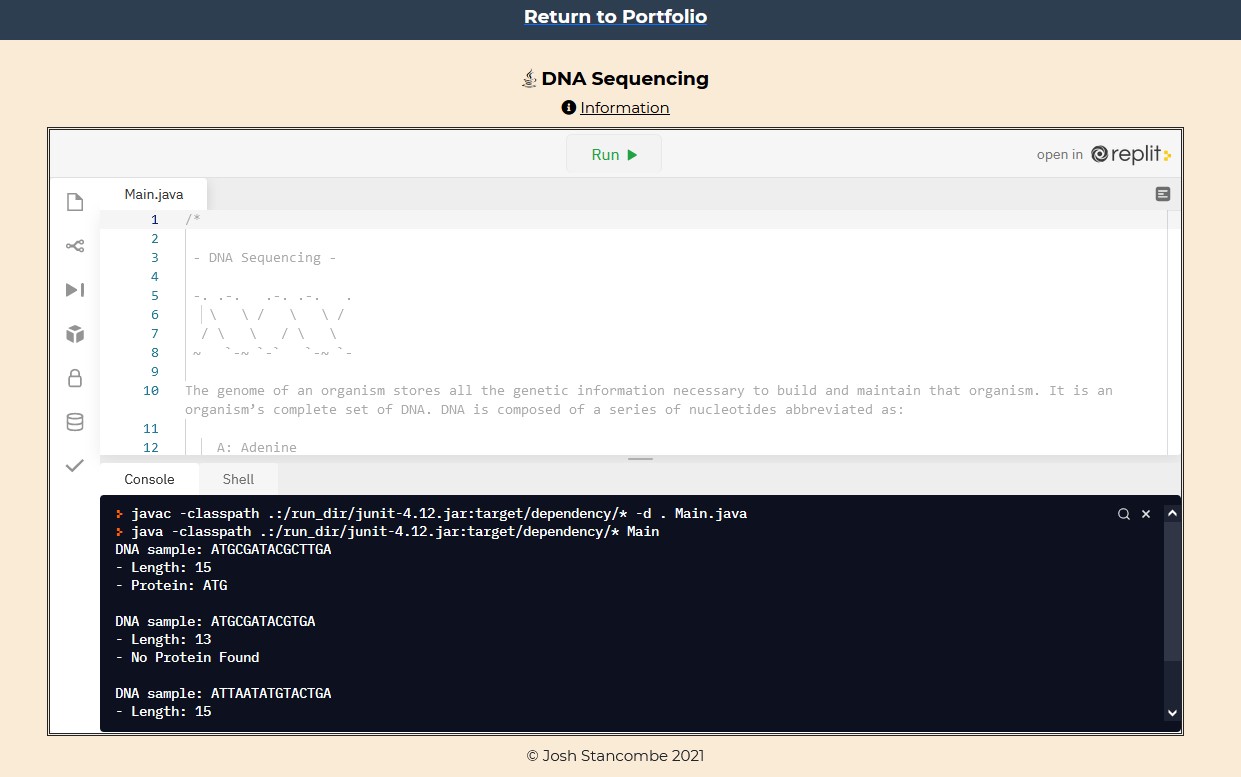 Return to Portfolio
DNA Sequencing
Information
Run
open in replit
Main.java
1 /*
2
3 - DNA Sequencing -
4
5 -. .-.   .-. .-.   .
6 |\   \ /   \   \ /
7 / \   \   / \   \
8 ~   `-~ `-`   `-~ `-
9
10 The genome of an organism stores all the genetic information necessary to build and maintain that organism. It is an
organism’s complete set of DNA. DNA is composed of a series of nucleotides abbreviated as:
11
12 A: Adenine
Console Shell
javac -classpath .:/run_dir/junit-4.12.jar:target/dependency/* -d . Main.java
java -classpath .:/run_dir/junit-4.12.jar:target/dependency/* Main
DNA sample: ATGCGATACGCTTGA
- Length: 15
- Protein: ATG
DNA sample: ATGCGATACGTGA
- Length: 13
- No Protein Found
DNA sample: ATTAATATGTACTGA
- Length: 15
© Josh Stancombe 2021